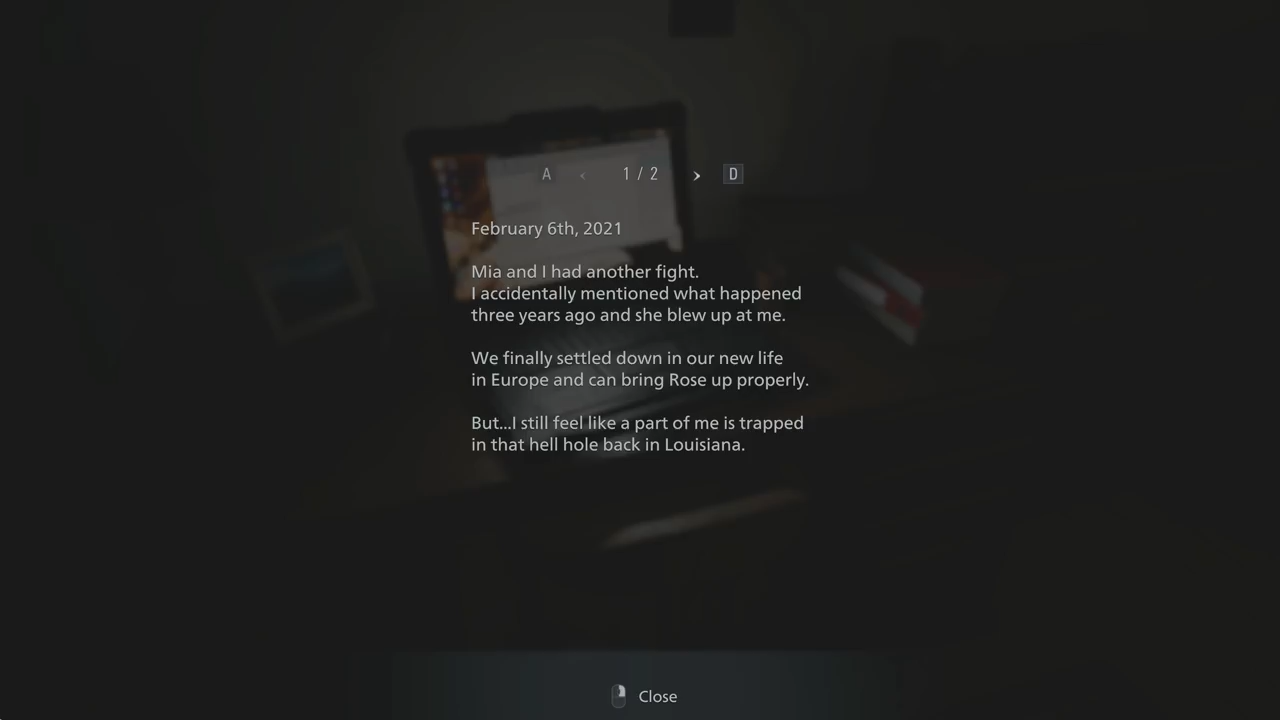 A < 1 / 2 > D
February 6th, 2021
Mia and I had another fight.
I accidentally mentioned what happened
three years ago and she blew up at me.
We finally settled down in our new life
in Europe and can bring Rose up properly.
But...I still feel like a part of me is trapped
in that hell hole back in Louisiana.
Close